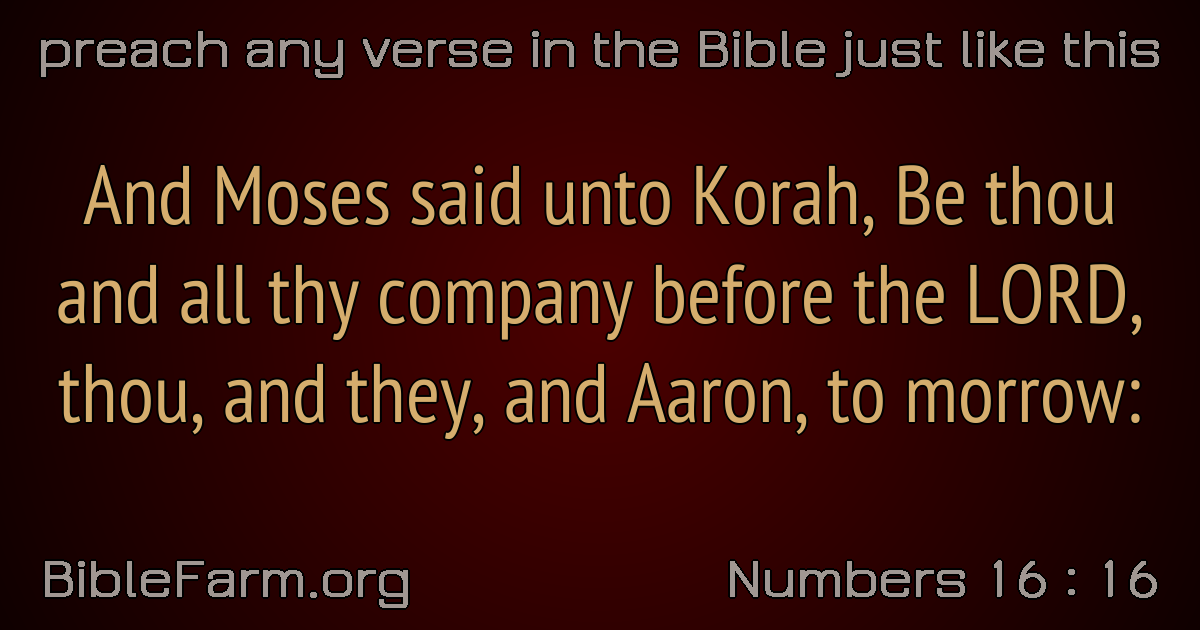 preach any verse in the Bible just like this
And Moses said unto Korah, Be thou
and all thy company before the LORD,
thou, and they, and Aaron, to morrow:
BibleFarm.org
Numbers 16 : 16